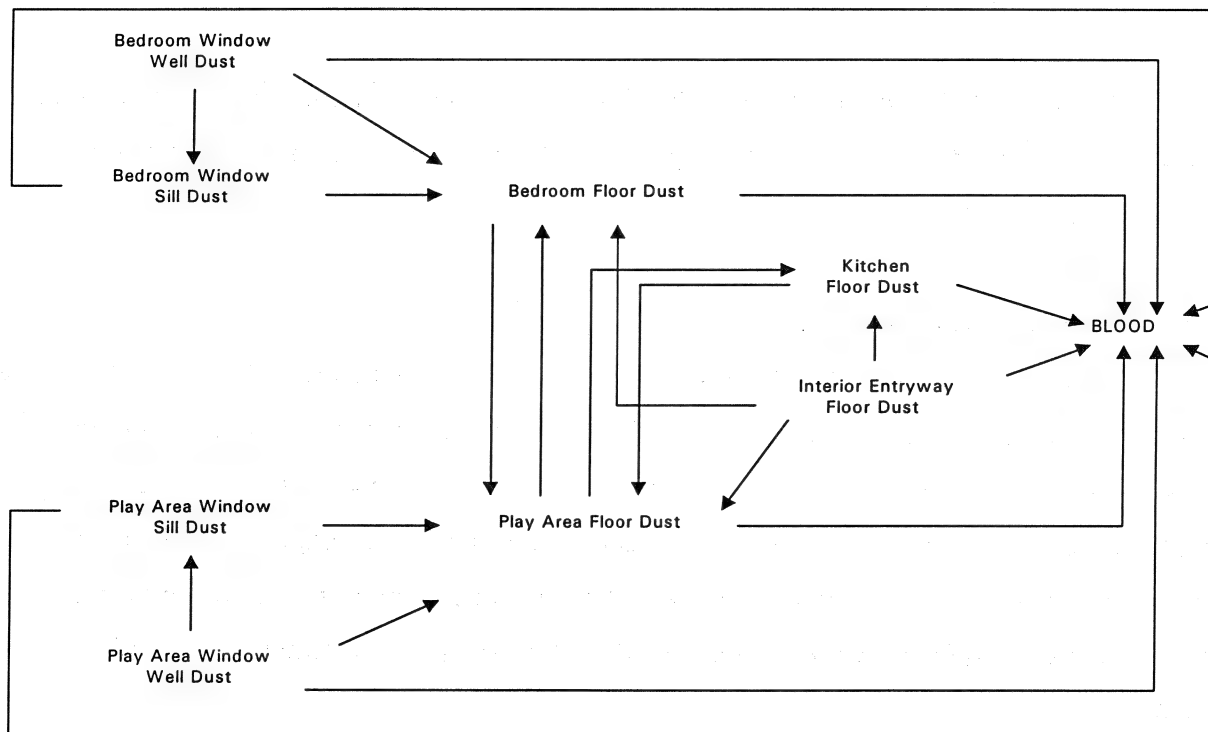 Bedroom Window
Well Dust
Bedroom Window
Sill Dust
Bedroom Floor Dust
Kitchen
Floor Dust
BLOOD
Interior Entryway
Floor Dust
Play Area Window
Sill Dust
Play Area Floor Dust
Play Area Window
Well Dust